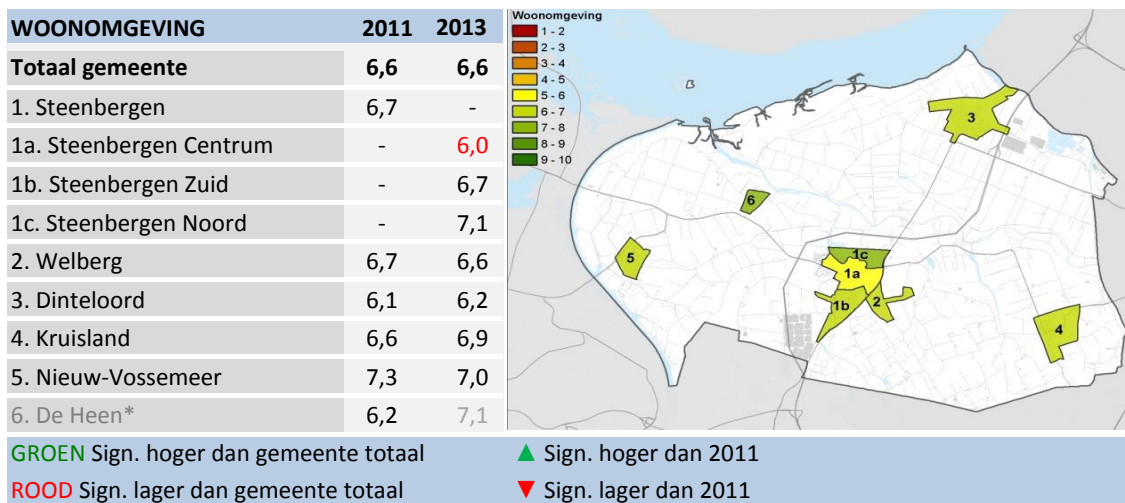 WOONOMGEVING 2011 2013
Totaal gemeente 6,6 6,6
1. Steenbergen 6,7 -
1a. Steenbergen Centrum - 6,0
1b. Steenbergen Zuid - 6,7
1c. Steenbergen Noord - 7,1
2. Welberg 6,7 6,6
3. Dinteloord 6,1 6,2
4. Kruisland 6,6 6,9
5. Nieuw-Vossemeer 7,3 7,0
6. De Heen* 6,2 7,1
GROEN Sign. hoger dan gemeente totaal ▲ Sign. hoger dan 2011
ROOD Sign. lager dan gemeente totaal ▼ Sign. lager dan 2011
Woonomgeving
1 - 2
2 - 3
3 - 4
4 - 5
5 - 6
6 - 7
7 - 8
8 - 9
9 - 10
3
6
5
1c
1a
1b
2
4